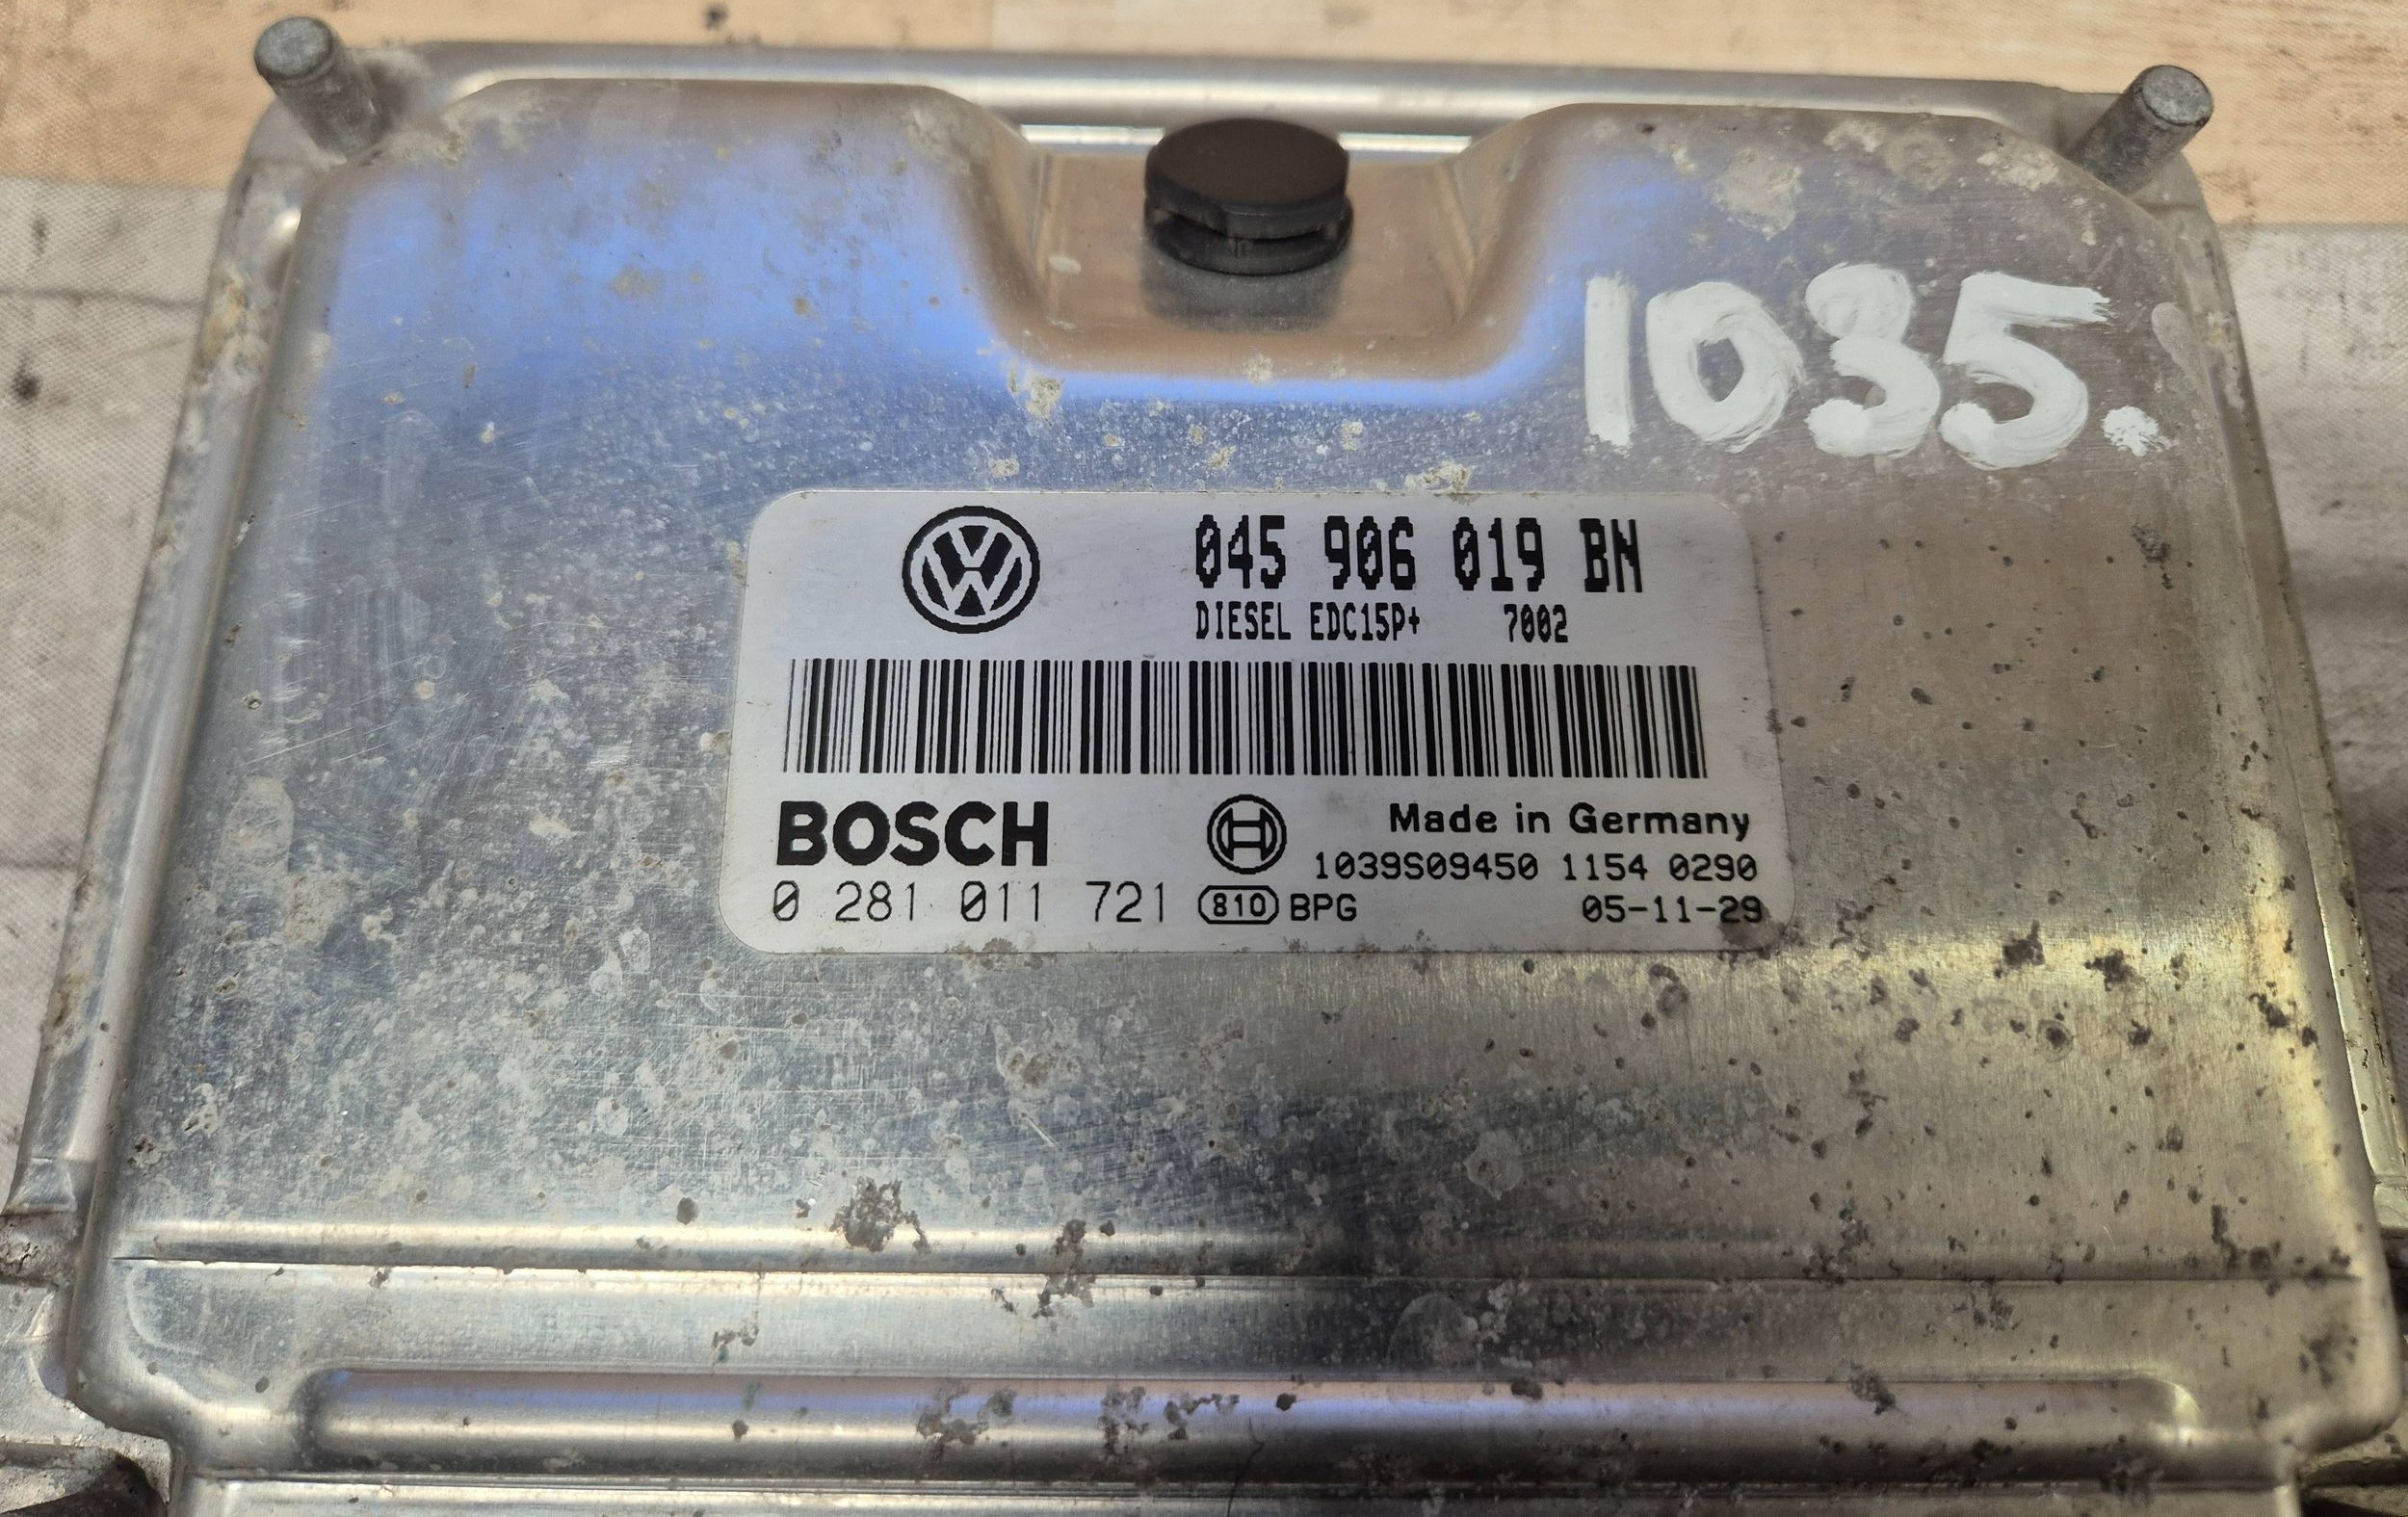 1035.
045 906 019 BN
DIESEL EDC15P+ 7002
BOSCH
Made in Germany
1039S09450 1154 0290
0 281 011 721 810 BPG
05-11-29